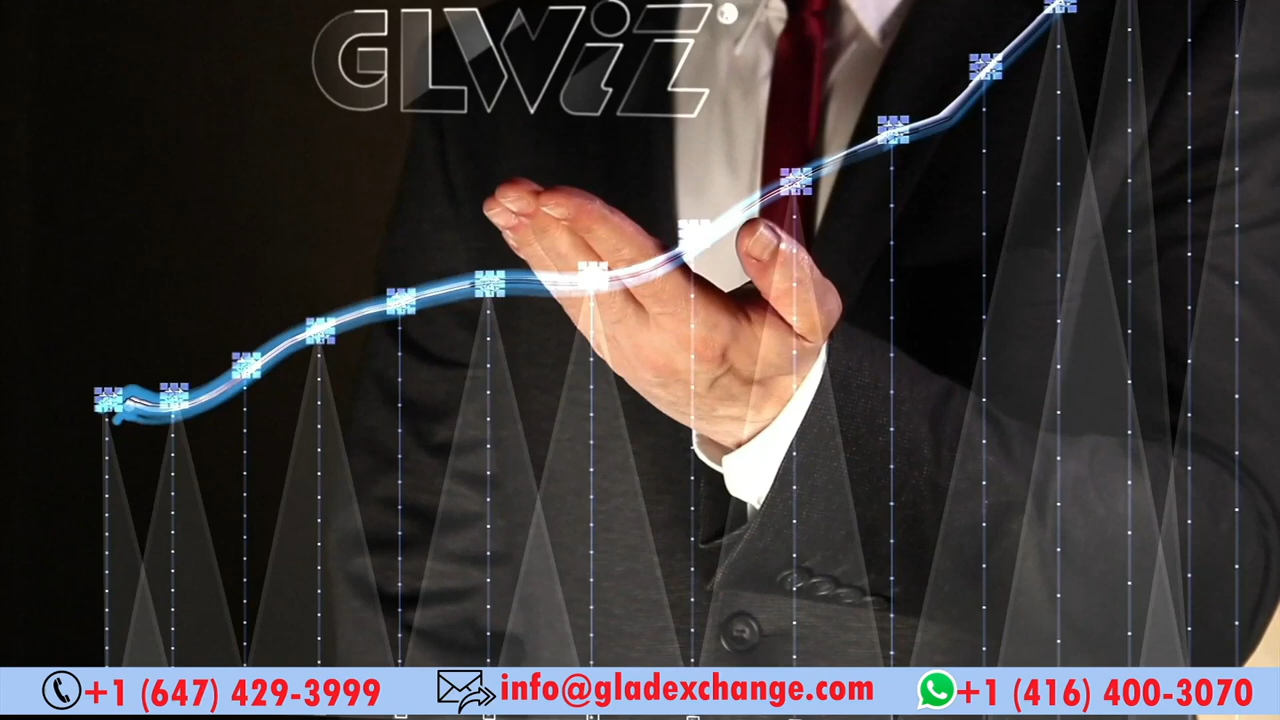 GLWiZ
+1 (647) 429-3999
info@gladexchange.com
+1 (416) 400-3070